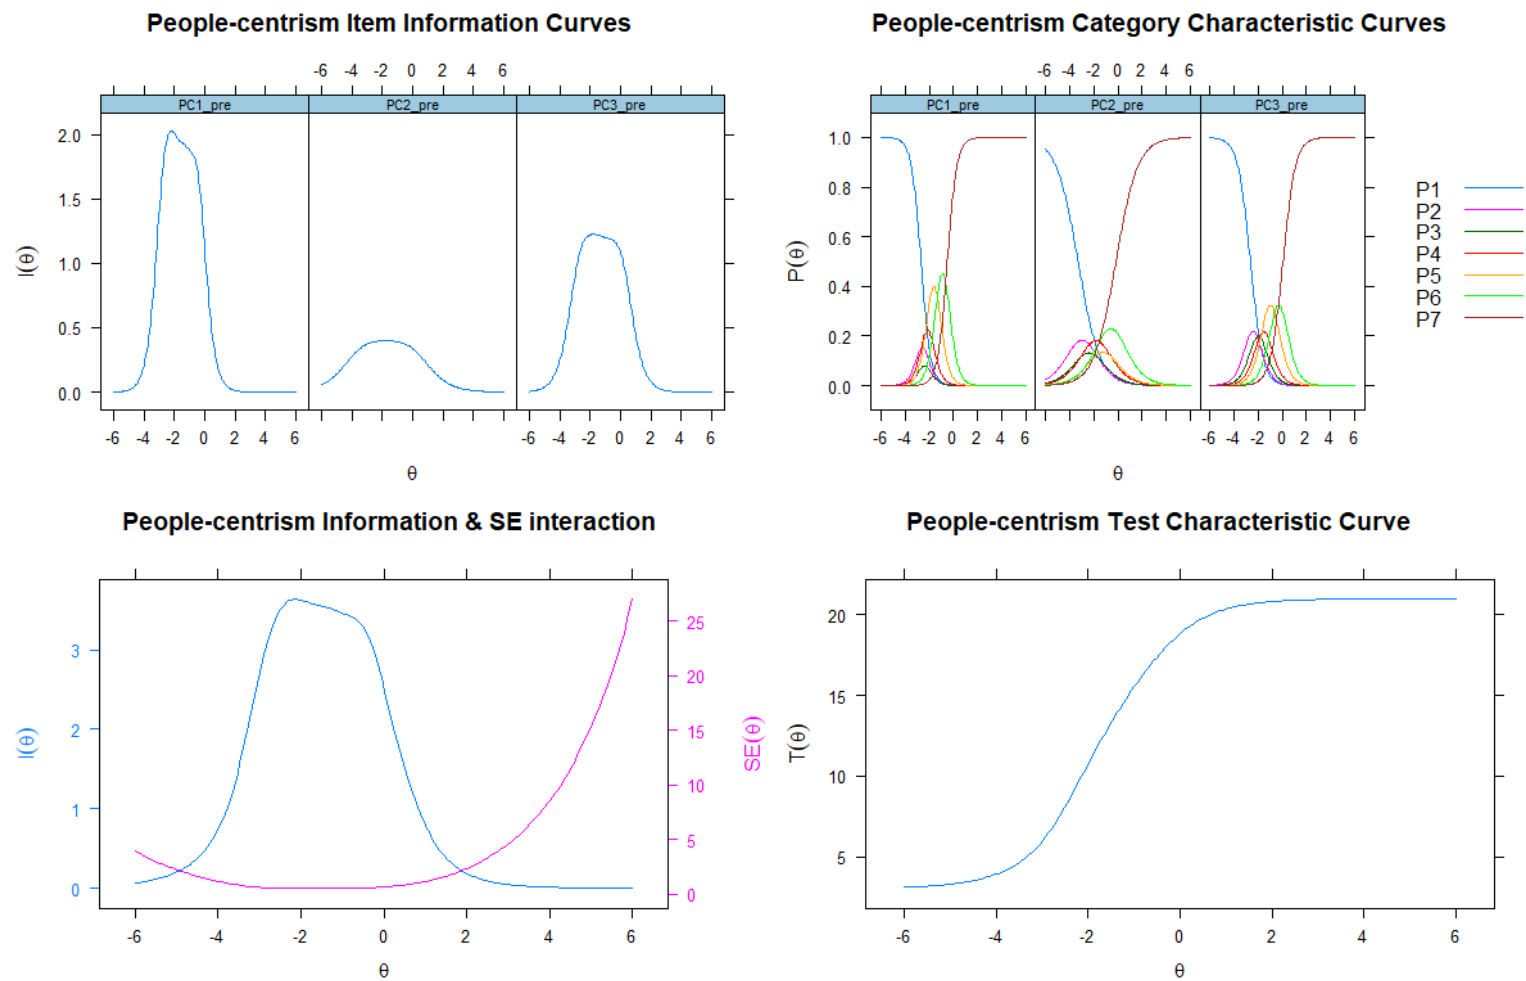 People-centrism Item Information Curves
-6 -4 -2 0 2 4 6
PC1_pre PC2_pre PC3_pre
2.0
1.5
1.0
0.5
0.0
I(θ)
-6 -4 -2 0 2 4 6 -6 -4 -2 0 2 4 6
θ
People-centrism Category Characteristic Curves
-6 -4 -2 0 2 4 6
PC1_pre PC2_pre PC3_pre
1.0
0.8
0.6
0.4
0.2
0.0
P(θ)
-6 -4 -2 0 2 4 6 -6 -4 -2 0 2 4 6
θ
P1
P2
P3
P4
P5
P6
P7
People-centrism Information & SE interaction
3
2
1
0
I(θ)
25
20
15
10
5
0
SE(θ)
-6 -4 -2 0 2 4 6
θ
People-centrism Test Characteristic Curve
20
15
10
5
T(θ)
-6 -4 -2 0 2 4 6
θ